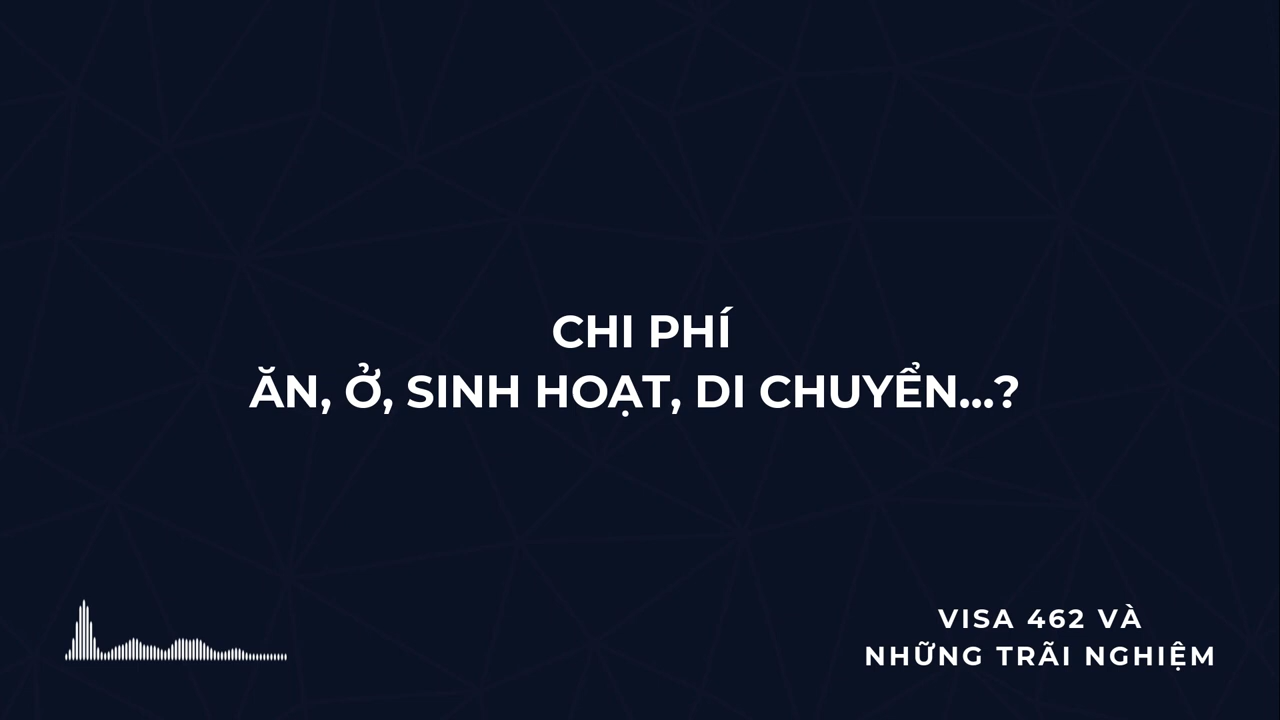 CHI PHÍ
ĂN, Ở, SINH HOẠT, DI CHUYỂN...?
VISA 462 VÀ
NHỮNG TRÃI NGHIỆM